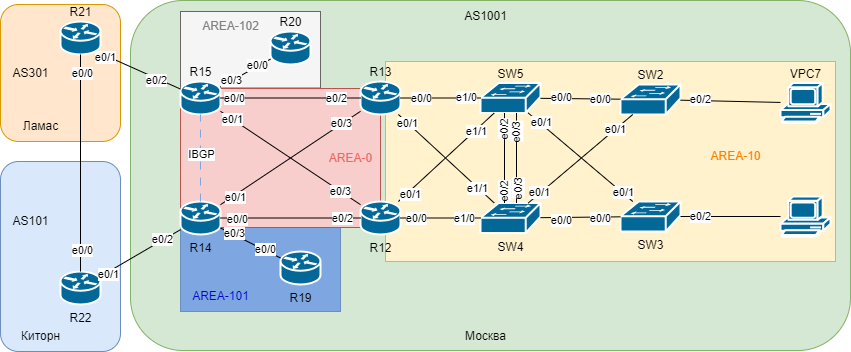 R21
AS1001
AREA-102
R20
e0/1
e0/0
AS301
e0/0
e0/2
e0/3
R15
R13
SW5
SW2
VPC7
e0/0
e0/2
e0/0
e1/0
e0/0
e0/0
e0/2
Ламас
e0/1
e0/3
e0/1
e1/1
e0/2
e0/3
e0/1
e0/1
IBGP
AREA-0
AREA-10
AS101
e0/1
e0/3
e0/1
e1/1
e0/2
e0/3
e0/1
e0/1
e0/0
e0/2
e0/0
e1/0
e0/0
e0/0
e0/2
e0/2
e0/3
e0/0
R14
R12
SW4
SW3
e0/0
e0/1
R22
AREA-101
R19
Киторн
Москва